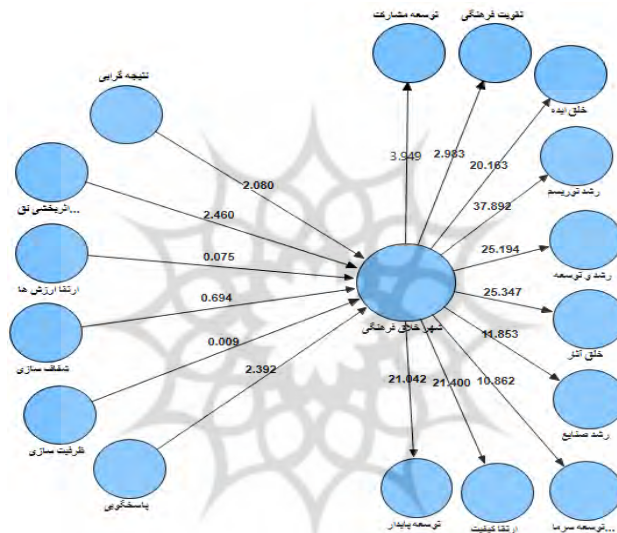 توسعه مشارکت
تقویت فرهنگی
نتیجه گرایی
خلق ایده
3.949
2.983
20.163
رشد توریسم
37.892
2.080
اثربخشی نق...
2.460
25.194
رشد و توسعه
ارتقا ارزش ها
0.075
25.347
شهر خلاق فرهنگی
خلق آثار
0.694
شفاف سازی
11.853
0.009
2.392
21.042
21.400
10.862
رشد صنایع
ظرفیت سازی
پاسخگویی
توسعه پایدار
ارتقا کیفیت
توسعه سرما...